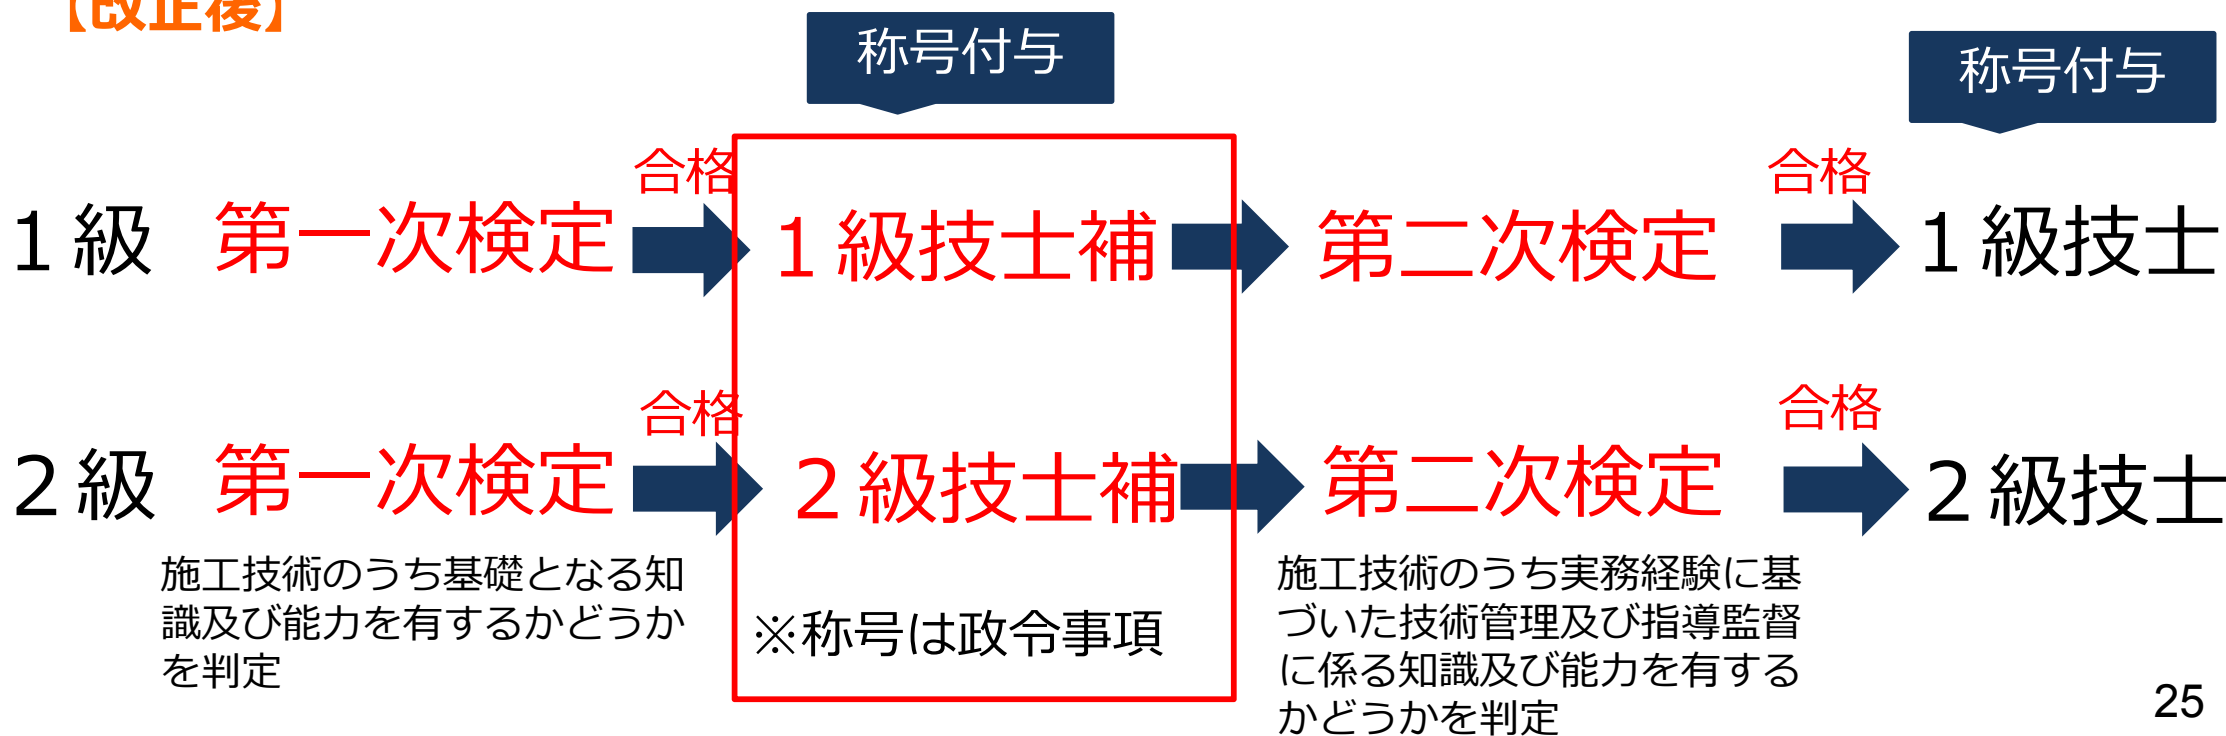 【改正後】
称号付与
称号付与
合格
合格
１級 第一次検定 １級技士補 第二次検定 １級技士
合格
合格
２級 第一次検定 ２級技士補 第二次検定 ２級技士
施工技術のうち基礎となる知
識及び能力を有するかどうか
を判定
※称号は政令事項
施工技術のうち実務経験に基
づいた技術管理及び指導監督
に係る知識及び能力を有する
かどうかを判定
25